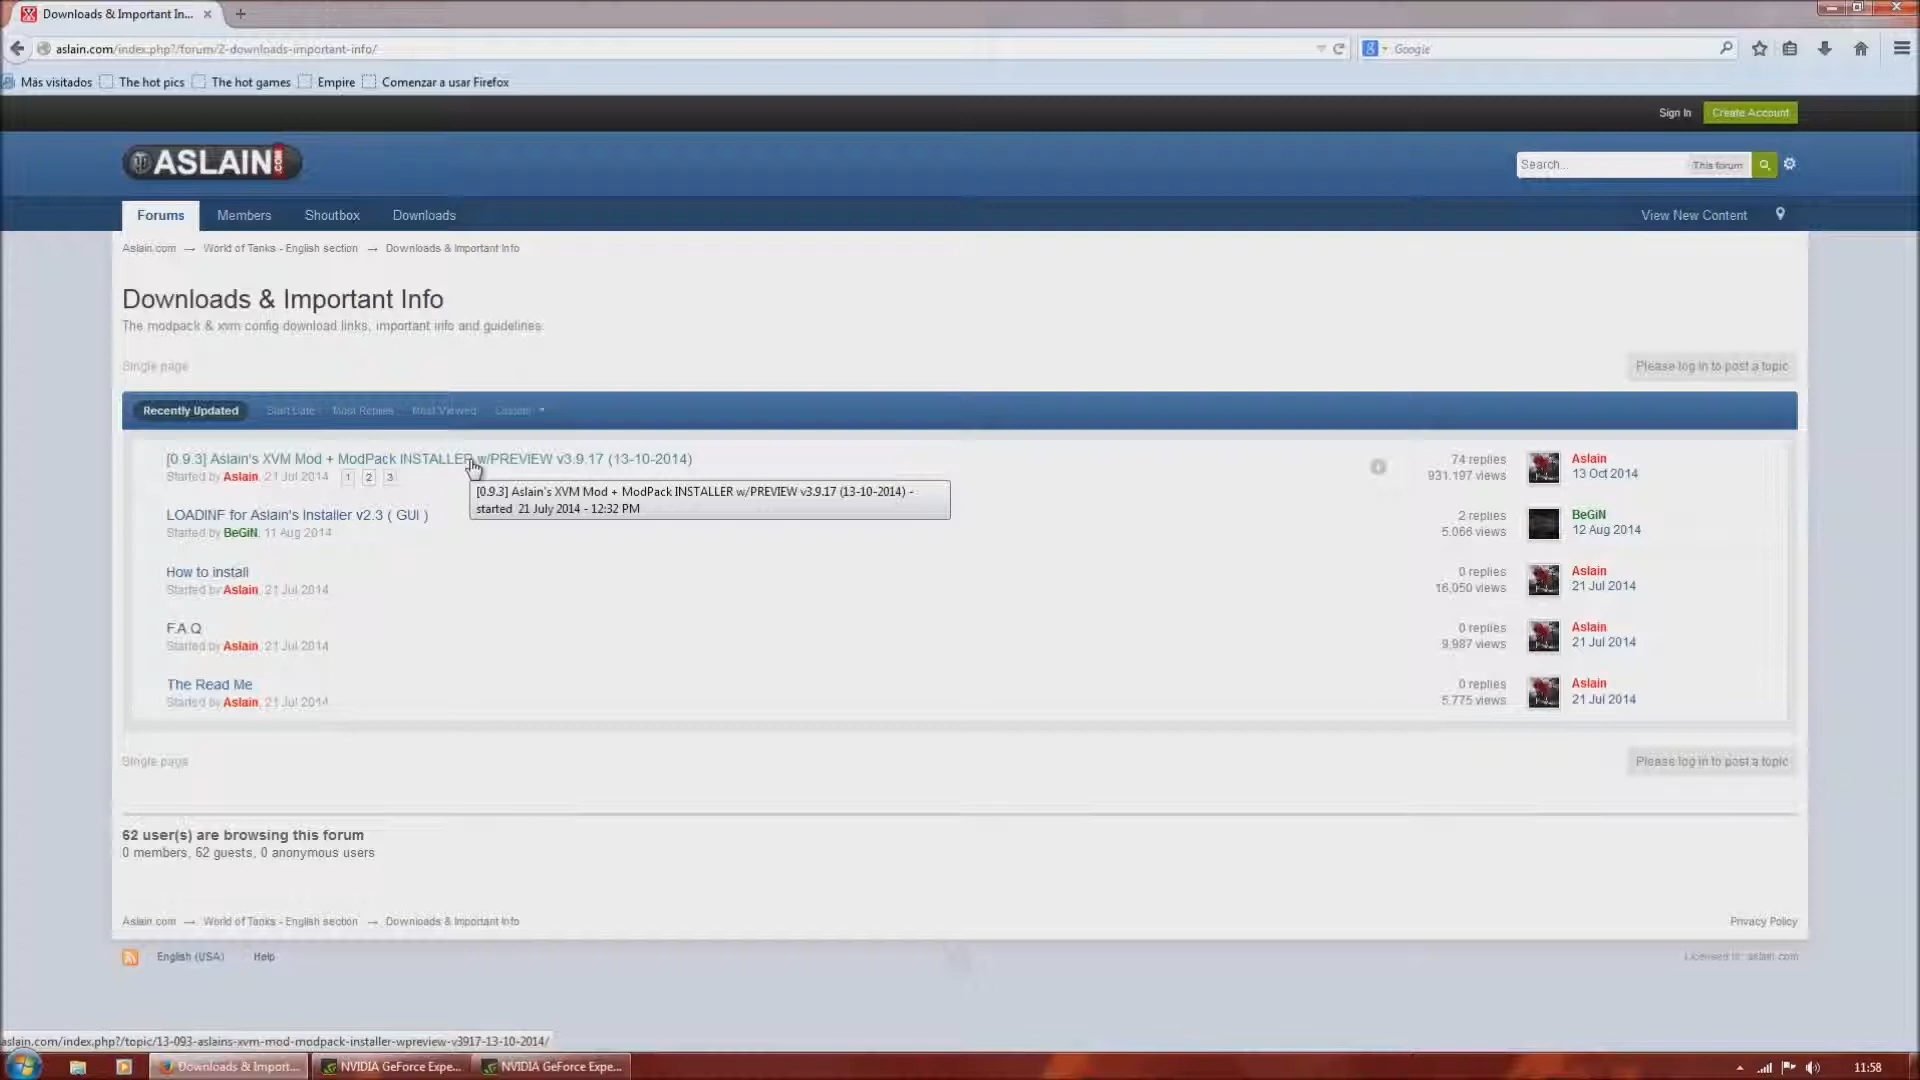 Downloads & Important In...
aslain.com/index.php?/forum/2-downloads-important-info/
Google
Más visitados The hot pics The hot games Empire Comenzar a usar Firefox
Sign In Create Account
ASLAIN.COM
Search... This forum
Forums Members Shoutbox Downloads View New Content
Aslain.com → World of Tanks - English section → Downloads & Important Info
Downloads & Important Info
The modpack & xvm config download links, important info and guidelines.
Single page Please log in to post a topic
Recently Updated Start Date Most Replies Most Viewed Custom
[0.9.3] Aslain's XVM Mod + ModPack INSTALLER w/PREVIEW v3.9.17 (13-10-2014) 74 replies Aslain
Started by Aslain, 21 Jul 2014 1 2 3 931.197 views 13 Oct 2014
[0.9.3] Aslain's XVM Mod + ModPack INSTALLER w/PREVIEW v3.9.17 (13-10-2014) -
started 21 July 2014 - 12:32 PM
LOADINF for Aslain's Installer v2.3 ( GUI ) 2 replies BeGiN
Started by BeGiN, 11 Aug 2014 5.066 views 12 Aug 2014
How to install 0 replies Aslain
Started by Aslain, 21 Jul 2014 16.050 views 21 Jul 2014
F.A.Q 0 replies Aslain
Started by Aslain, 21 Jul 2014 9.987 views 21 Jul 2014
The Read Me 0 replies Aslain
Started by Aslain, 21 Jul 2014 5.775 views 21 Jul 2014
Single page Please log in to post a topic
62 user(s) are browsing this forum
0 members, 62 guests, 0 anonymous users
Aslain.com → World of Tanks - English section → Downloads & Important Info Privacy Policy
English (USA) Help Licensed to: aslain.com
aslain.com/index.php?/topic/13-093-aslains-xvm-mod-modpack-installer-wpreview-v3917-13-10-2014/
Downloads & Import... NVIDIA GeForce Expe... NVIDIA GeForce Expe... 11:58